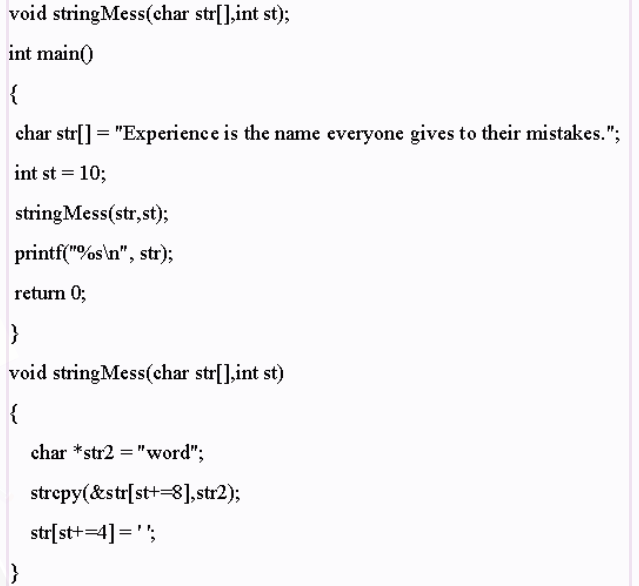 void stringMess(char str[],int st);
int main()
{
char str[] = "Experience is the name everyone gives to their mistakes.";
int st = 10;
stringMess(str,st);
printf("%s\n", str);
return 0;
}
void stringMess(char str[],int st)
{
char *str2 = "word";
strcpy(&str[st+=8],str2);
str[st+=4] = ' ';
}